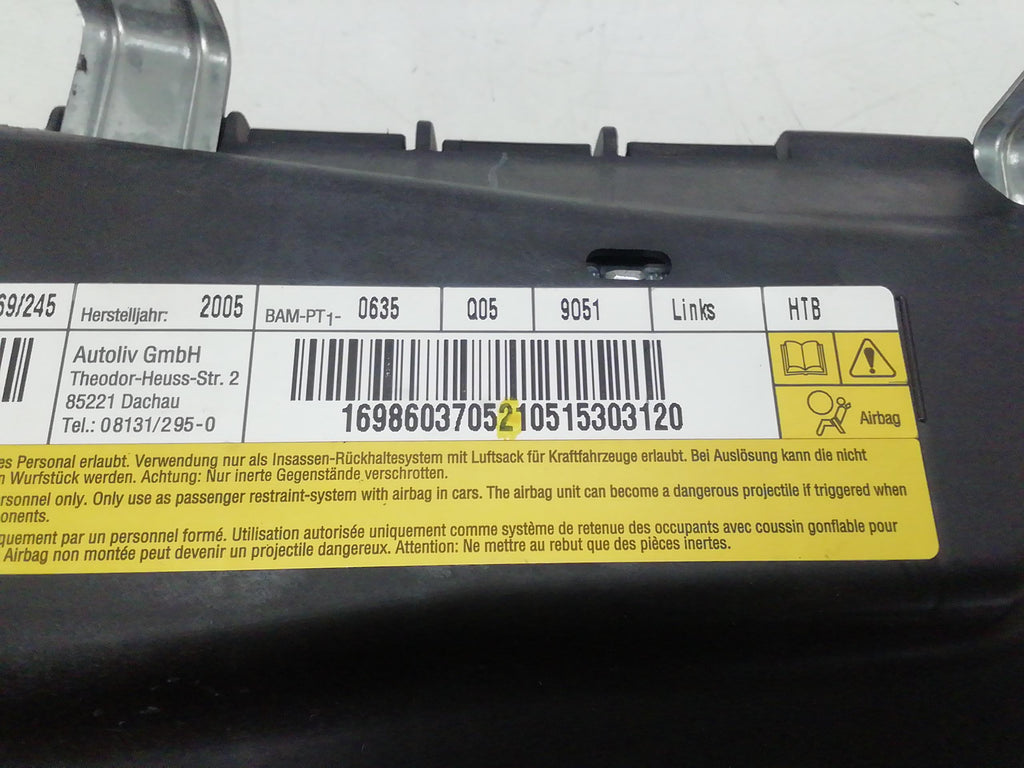 69/245 Herstelljahr: 2005 BAM-PT1- 0635 Q05 9051 Links HTB
Autoliv GmbH
Theodor-Heuss-Str. 2
85221 Dachau
Tel.: 08131/295-0
1698603705210515303120
Airbag
es Personal erlaubt. Verwendung nur als Insassen-Rückhaltesystem mit Luftsack für Kraftfahrzeuge erlaubt. Bei Auslösung kann die nicht
Wurfstück werden. Achtung: Nur inerte Gegenstände verschrotten.
ersonnel only. Only use as passenger restraint-system with airbag in cars. The airbag unit can become a dangerous projectile if triggered when
onents.
quement par un personnel formé. Utilisation autorisée uniquement comme système de retenue des occupants avec coussin gonflable pour
Airbag non montée peut devenir un projectile dangereux. Attention: Ne mettre au rebut que des pièces inertes.